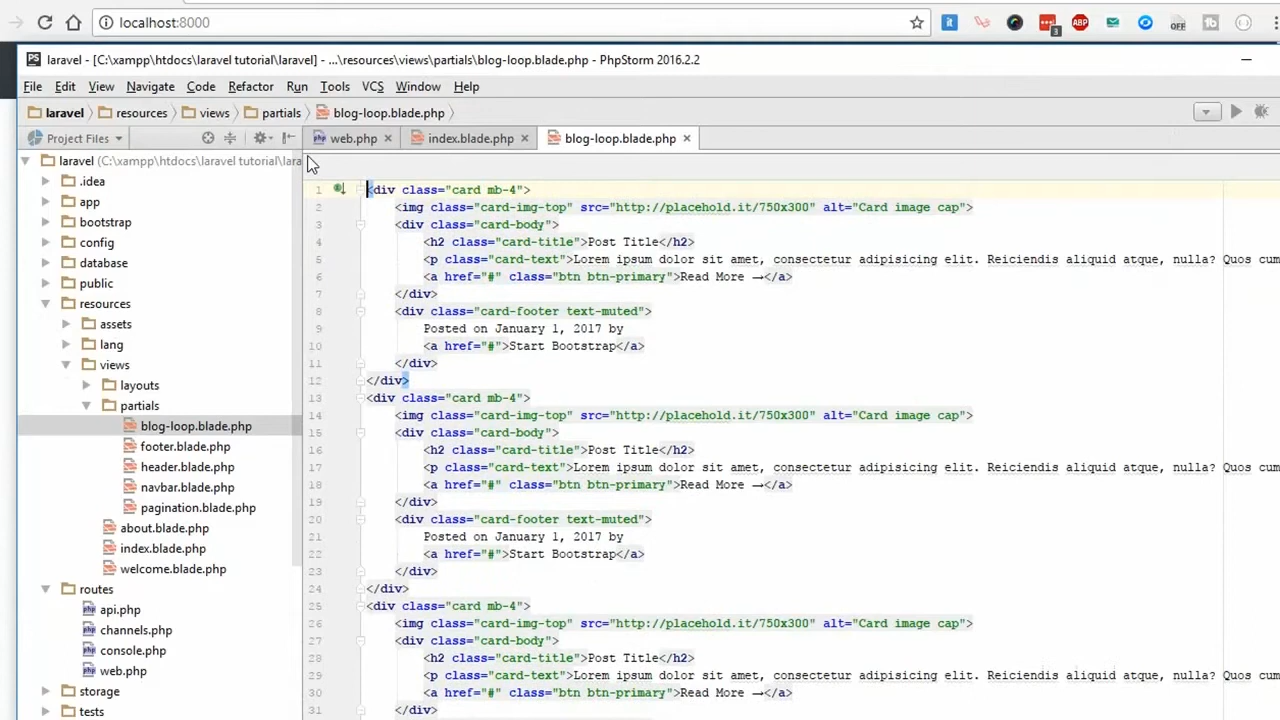 localhost:8000
3
ABP
OFF
PS laravel - [C:\xampp\htdocs\laravel tutorial\laravel] - ...\resources\views\partials\blog-loop.blade.php - PhpStorm 2016.2.2
File Edit View Navigate Code Refactor Run Tools VCS Window Help
laravel resources views partials blog-loop.blade.php
Project Files web.php index.blade.php blog-loop.blade.php
laravel (C:\xampp\htdocs\laravel tutorial\lara
.idea
app
bootstrap
config
database
public
resources
assets
lang
views
layouts
partials
blog-loop.blade.php
footer.blade.php
header.blade.php
navbar.blade.php
pagination.blade.php
about.blade.php
index.blade.php
welcome.blade.php
routes
api.php
channels.php
console.php
web.php
storage
tests
1 <div class="card mb-4">
2 <img class="card-img-top" src="http://placehold.it/750x300" alt="Card image cap">
3 <div class="card-body">
4 <h2 class="card-title">Post Title</h2>
5 <p class="card-text">Lorem ipsum dolor sit amet, consectetur adipisicing elit. Reiciendis aliquid atque, nulla? Quos cum
6 <a href="#" class="btn btn-primary">Read More →</a>
7 </div>
8 <div class="card-footer text-muted">
9 Posted on January 1, 2017 by
10 <a href="#">Start Bootstrap</a>
11 </div>
12 </div>
13 <div class="card mb-4">
14 <img class="card-img-top" src="http://placehold.it/750x300" alt="Card image cap">
15 <div class="card-body">
16 <h2 class="card-title">Post Title</h2>
17 <p class="card-text">Lorem ipsum dolor sit amet, consectetur adipisicing elit. Reiciendis aliquid atque, nulla? Quos cum
18 <a href="#" class="btn btn-primary">Read More →</a>
19 </div>
20 <div class="card-footer text-muted">
21 Posted on January 1, 2017 by
22 <a href="#">Start Bootstrap</a>
23 </div>
24 </div>
25 <div class="card mb-4">
26 <img class="card-img-top" src="http://placehold.it/750x300" alt="Card image cap">
27 <div class="card-body">
28 <h2 class="card-title">Post Title</h2>
29 <p class="card-text">Lorem ipsum dolor sit amet, consectetur adipisicing elit. Reiciendis aliquid atque, nulla? Quos cum
30 <a href="#" class="btn btn-primary">Read More →</a>
31 </div>